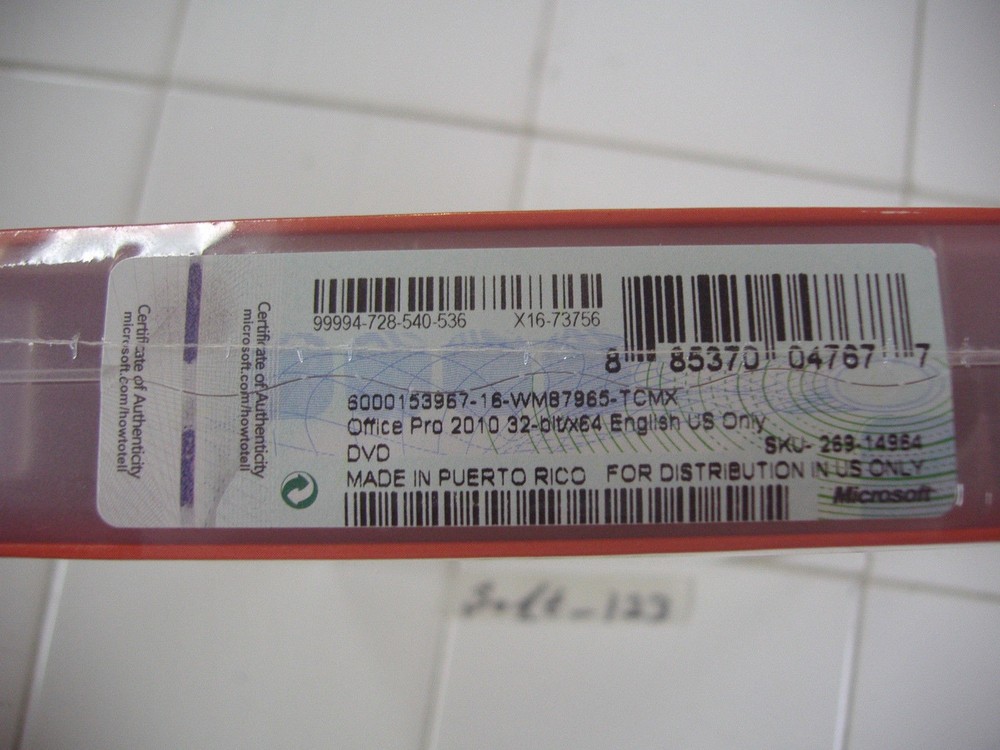 Certificate of Authenticity
microsoft.com/howtotell
Certificate of Authenticity
microsoft.com/howtotell
99994-728-540-536 X16-73756
8 85370 04767 7
6000153967-16-WMB7965-TCMX
Office Pro 2010 32-bit/x64 English US Only
SKU- 269-14964
DVD
MADE IN PUERTO RICO FOR DISTRIBUTION IN US ONLY
Microsoft
Soft_123